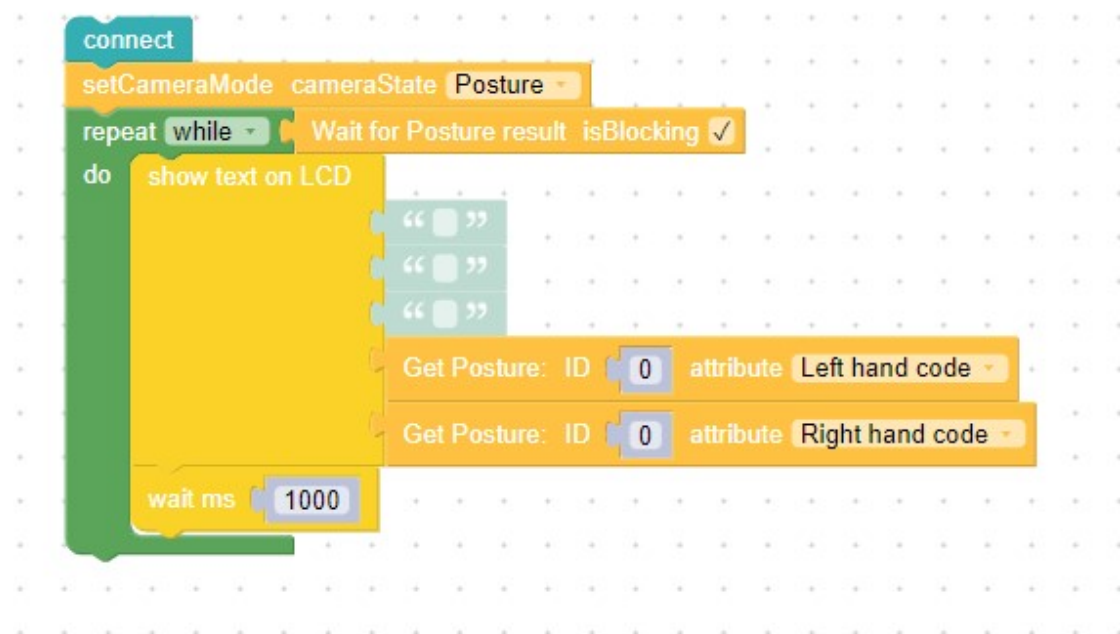 connect
setCameraMode cameraState Posture
repeat while Wait for Posture result isBlocking ✓
do show text on LCD
“ ”
“ ”
“ ”
Get Posture: ID 0 attribute Left hand code
Get Posture: ID 0 attribute Right hand code
wait ms 1000